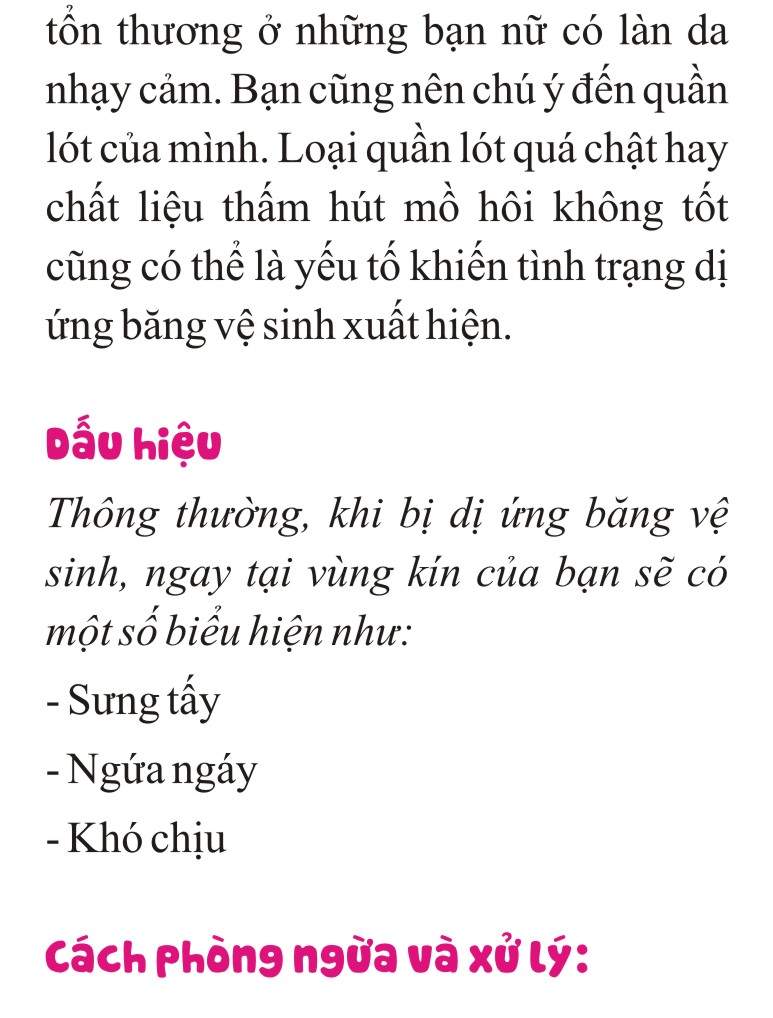 tổn thương ở những bạn nữ có làn da
nhạy cảm. Bạn cũng nên chú ý đến quần
lót của mình. Loại quần lót quá chật hay
chất liệu thấm hút mồ hôi không tốt
cũng có thể là yếu tố khiến tình trạng dị
ứng băng vệ sinh xuất hiện.
Dấu hiệu
Thông thường, khi bị dị ứng băng vệ
sinh, ngay tại vùng kín của bạn sẽ có
một số biểu hiện như:
- Sưng tấy
- Ngứa ngáy
- Khó chịu
Cách phòng ngừa và xử lý: